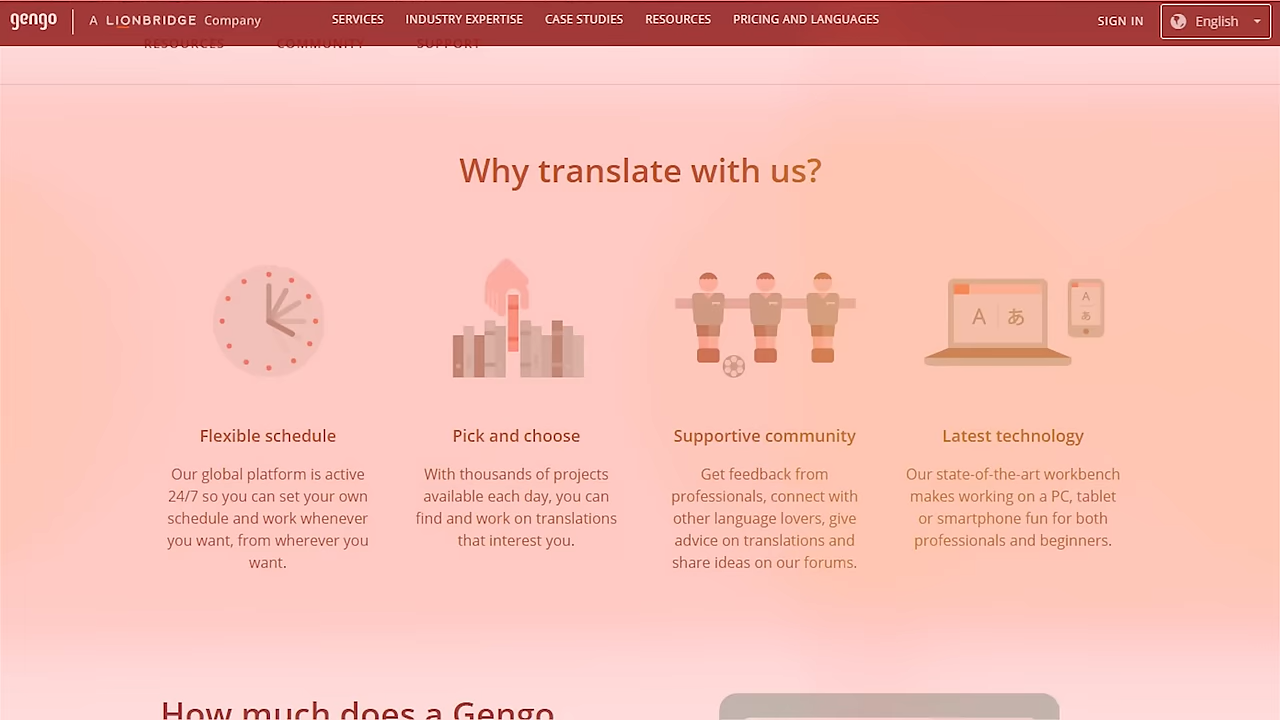 gengo A LIONBRIDGE Company SERVICES INDUSTRY EXPERTISE CASE STUDIES RESOURCES PRICING AND LANGUAGES SIGN IN English
RESOURCES COMMUNITY SUPPORT
Why translate with us?
A あ
A
あ
Flexible schedule
Our global platform is active
24/7 so you can set your own
schedule and work whenever
you want, from wherever you
want.
Pick and choose
With thousands of projects
available each day, you can
find and work on translations
that interest you.
Supportive community
Get feedback from
professionals, connect with
other language lovers, give
advice on translations and
share ideas on our forums.
Latest technology
Our state-of-the-art workbench
makes working on a PC, tablet
or smartphone fun for both
professionals and beginners.
How much does a Gengo